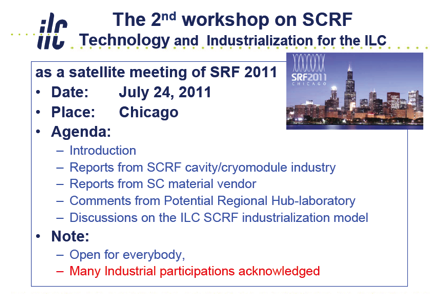 ilc
The 2nd workshop on SCRF
Technology and Industrialization for the ILC
as a satellite meeting of SRF 2011
• Date: July 24, 2011
• Place: Chicago
• Agenda:
– Introduction
– Reports from SCRF cavity/cryomodule industry
– Reports from SC material vendor
– Comments from Potential Regional Hub-laboratory
– Discussions on the ILC SCRF industrialization model
• Note:
– Open for everybody,
– Many Industrial participations acknowledged
SRF2011
CHICAGO